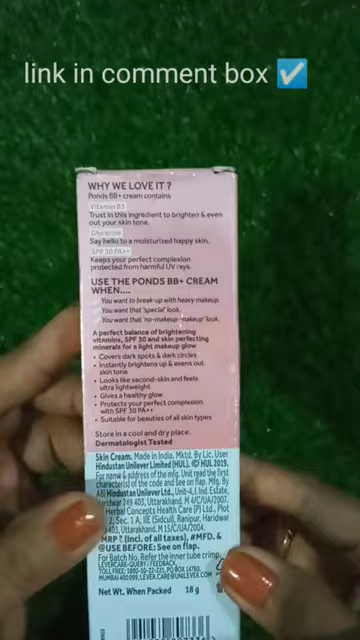 link in comment box ☑
WHY WE LOVE IT ?
Ponds BB+ cream contains
Vitamin B3
Trust in this ingredient to brighten & even
out your skin tone.
Glycerine
Say hello to a moisturized happy skin.
SPF 30 PA++
Keeps your perfect complexion
protected from harmful UV rays.
USE THE PONDS BB+ CREAM
WHEN....
You want to break-up with heavy makeup.
You want that 'special' look.
You want that 'no-makeup-makeup' look.
A perfect balance of brightening
vitamins, SPF 30 and skin perfecting
minerals for a light makeup glow
• Covers dark spots & dark circles
• Instantly brightens up & evens out
skin tone
• Looks like second-skin and feels
ultra lightweight
• Gives a healthy glow
• Protects your perfect complexion
with SPF 30 PA++
• Suitable for beauties of all skin types
Store in a cool and dry place.
Dermatologist Tested
Skin Cream. Made in India. Mktd. By Lic. User
Hindustan Unilever Limited (HUL). © HUL 2019.
For name & address of the mfg. Unit read the first
character(s) of the code and See on flap. Mfg. By
AB) Hindustan Unilever Ltd., Unit-4, I. Ind. Estate,
Haridwar 249 403, Uttarakhand. M 4/C/UA/2007.
Herbal Concepts Health Care (P) Ltd., Plot
2, Sec. 1 A, IIE (Sidcul), Ranipur, Haridwar
403, Uttarakhand. M 15/C/UA/2004.
MRP ₹ (Incl. of all taxes), #MFD. &
@USE BEFORE: See on flap.
For Batch No. Refer the inner tube crimp.
LEVERCARE-QUERY / FEEDBACK,
TOLL FREE: 1800-10-22-221, PO BOX 14760,
MUMBAI 400 099, LEVER.CARE@UNILEVER.COM
Net Wt. When Packed 18 g